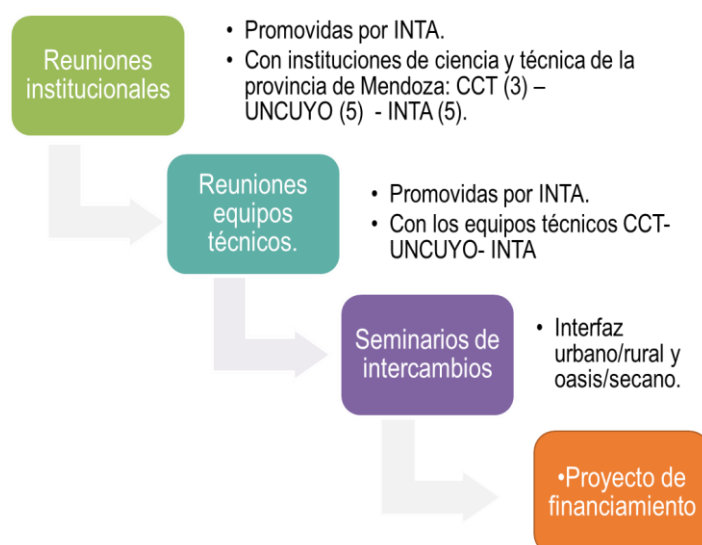 Reuniones
institucionales
• Promovidas por INTA.
• Con instituciones de ciencia y técnica de la
provincia de Mendoza: CCT (3) –
UNCUYO (5)  - INTA (5).
Reuniones
equipos
técnicos.
• Promovidas por INTA.
• Con los equipos técnicos CCT-
UNCUYO- INTA
Seminarios de
intercambios
• Interfaz
urbano/rural y
oasis/secano.
•Proyecto de
financiamiento